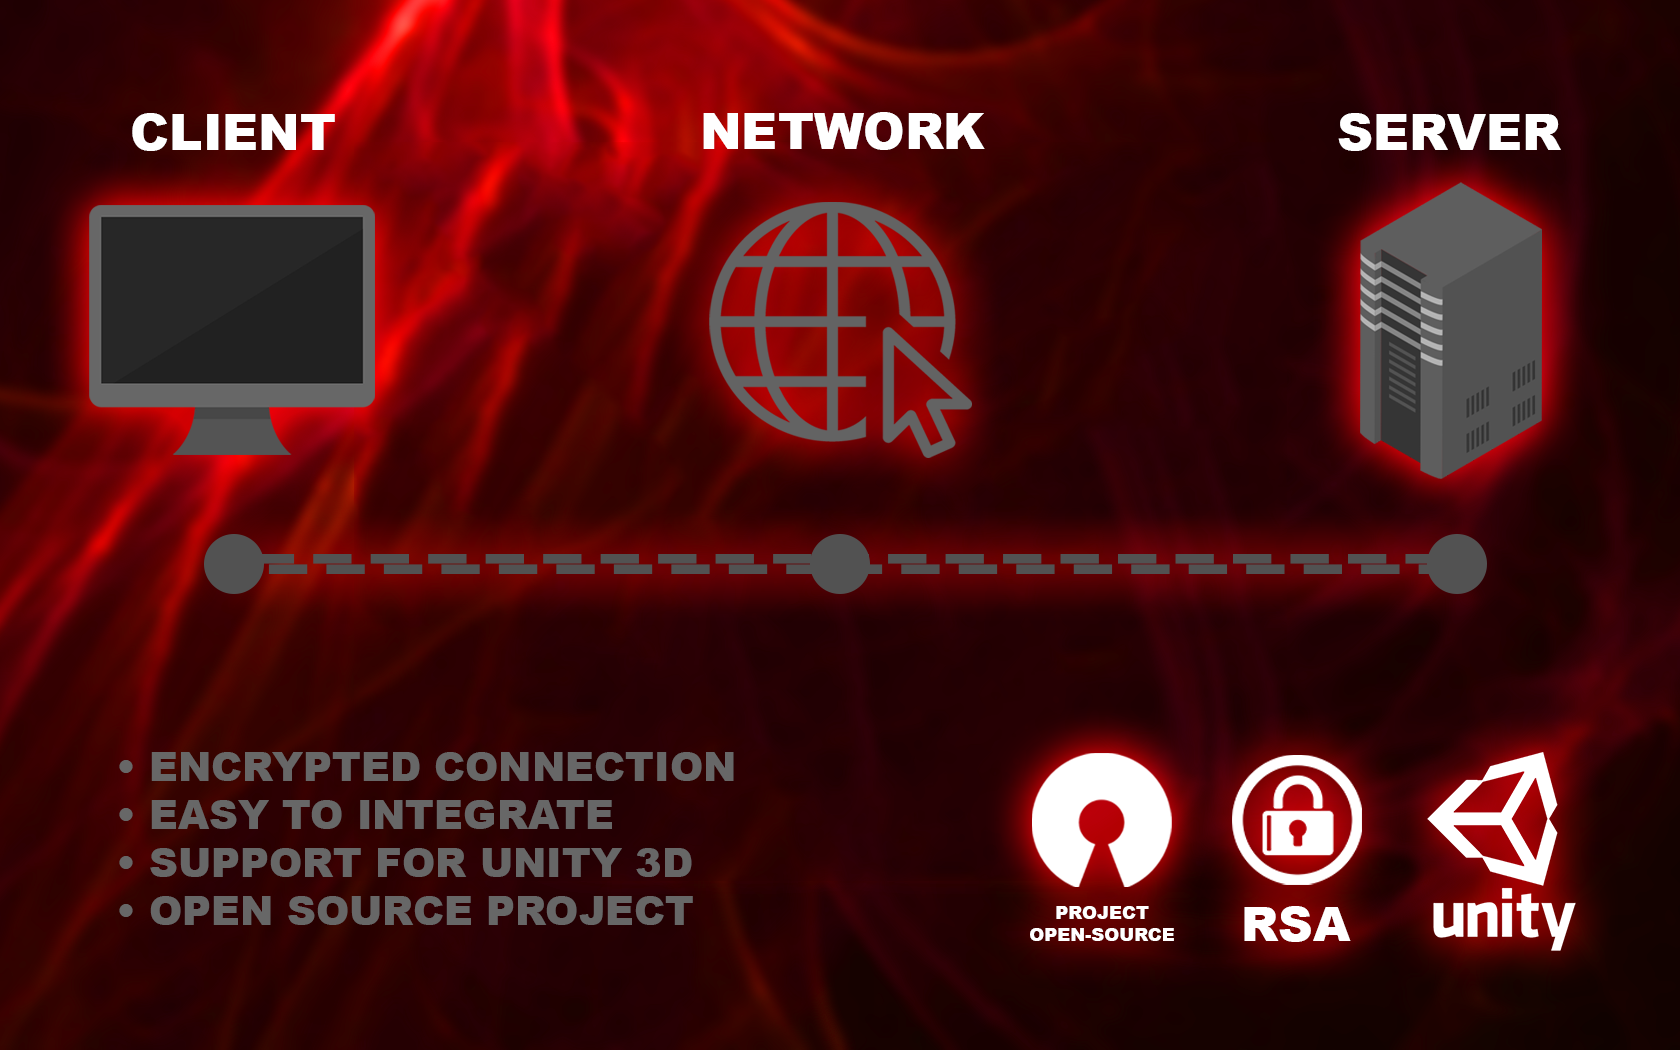 CLIENT
NETWORK
SERVER
• ENCRYPTED CONNECTION
• EASY TO INTEGRATE
• SUPPORT FOR UNITY 3D
• OPEN SOURCE PROJECT
PROJECT
OPEN-SOURCE
RSA
unity